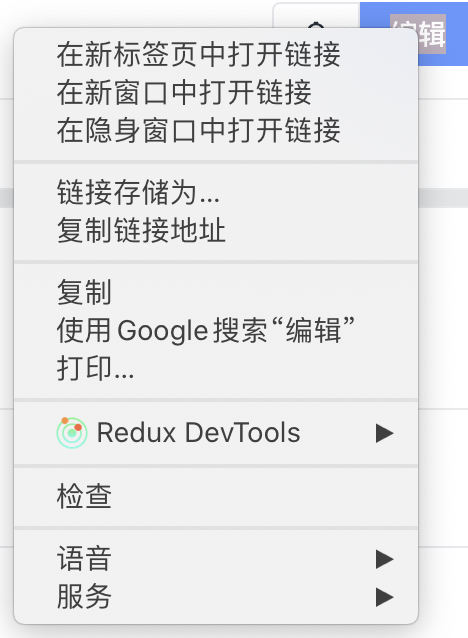 编辑
在新标签页中打开链接
在新窗口中打开链接
在隐身窗口中打开链接
链接存储为...
复制链接地址
复制
使用Google搜索“编辑”
打印...
Redux DevTools
检查
语音
服务